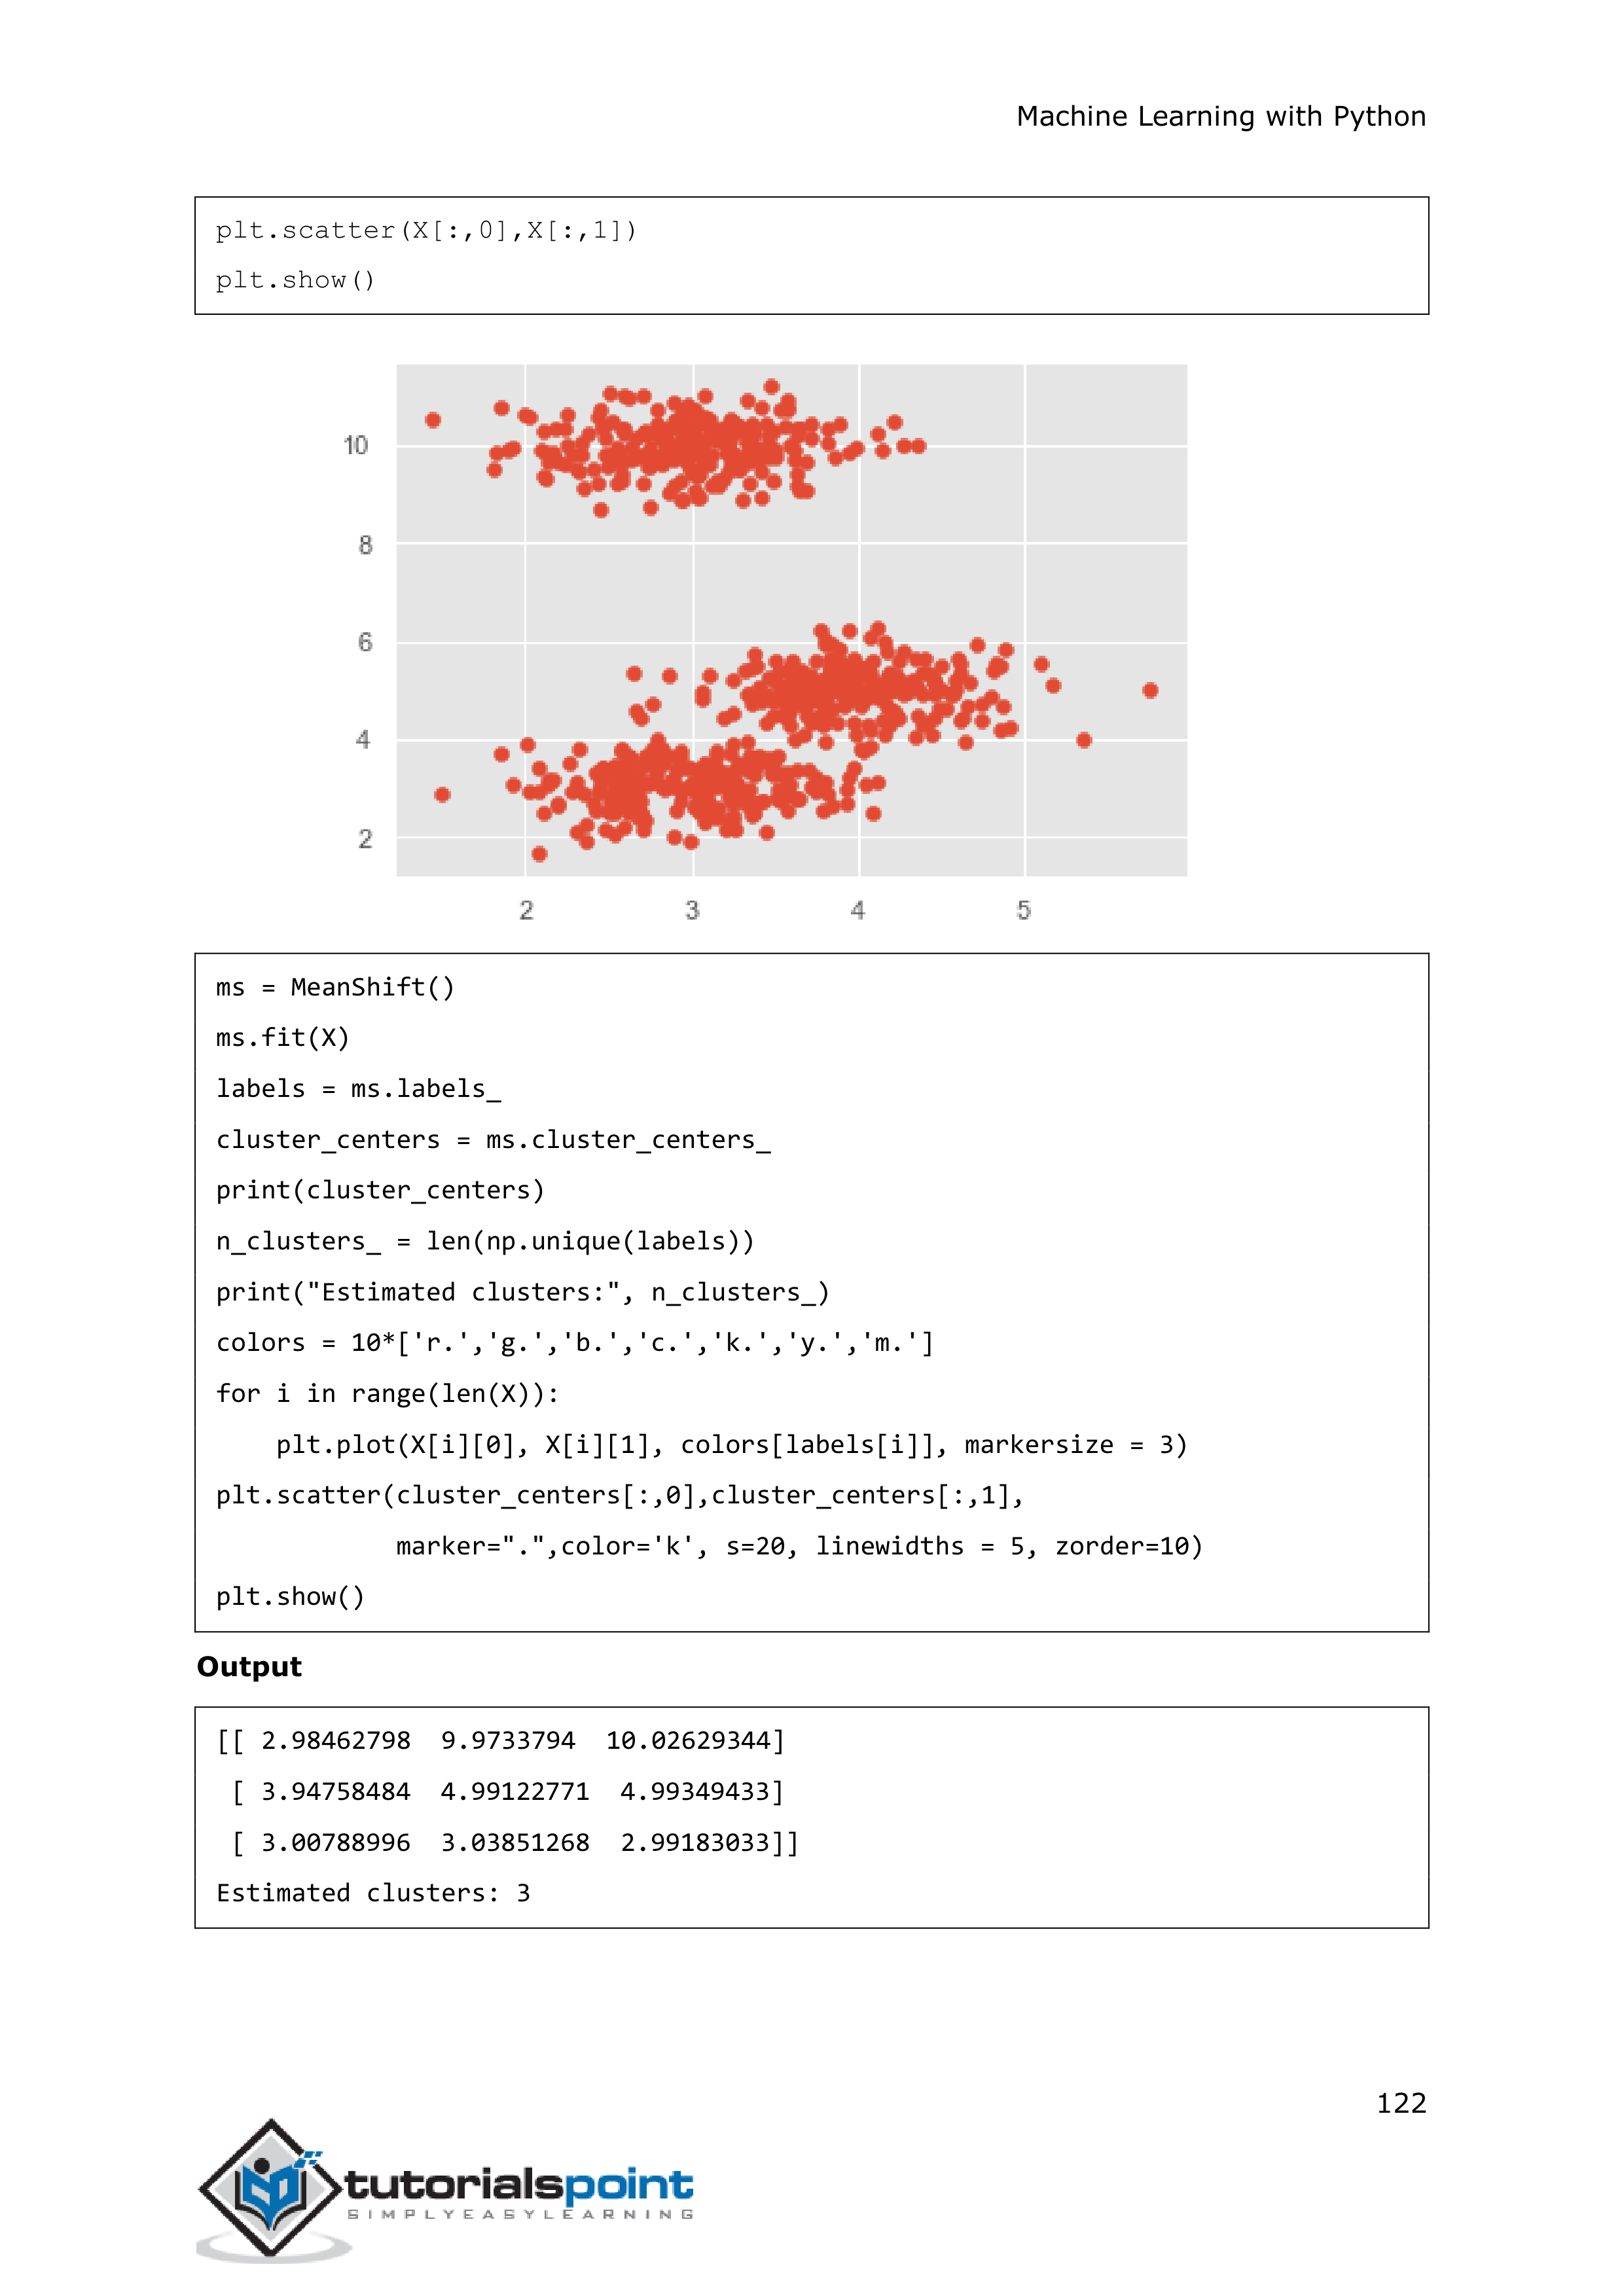 Machine Learning with Python
plt.scatter(X[:,0],X[:,1])
plt.show()
10
8
6
4
2
2 3 4 5
ms = MeanShift()
ms.fit(X)
labels = ms.labels_
cluster_centers = ms.cluster_centers_
print(cluster_centers)
n_clusters_ = len(np.unique(labels))
print("Estimated clusters:", n_clusters_)
colors = 10*['r.','g.','b.','c.','k.','y.','m.']
for i in range(len(X)):
    plt.plot(X[i][0], X[i][1], colors[labels[i]], markersize = 3)
plt.scatter(cluster_centers[:,0],cluster_centers[:,1],
            marker=".",color='k', s=20, linewidths = 5, zorder=10)
plt.show()
Output
[[ 2.98462798  9.9733794  10.02629344]
 [ 3.94758484  4.99122771  4.99349433]
 [ 3.00788996  3.03851268  2.99183033]]
Estimated clusters: 3
122
tutorialspoint
SIMPLYEASYLEARNING